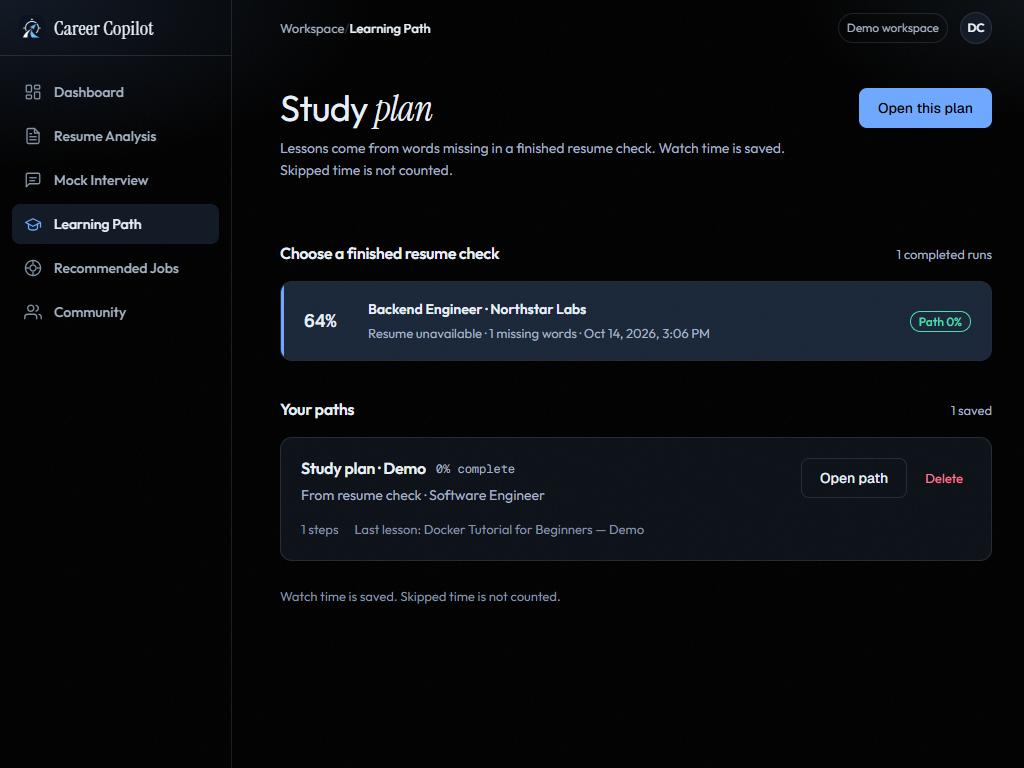 Career Copilot
Workspace/Learning Path
Demo workspace
DC
Dashboard
Resume Analysis
Mock Interview
Learning Path
Recommended Jobs
Community
Study plan
Open this plan
Lessons come from words missing in a finished resume check. Watch time is saved.
Skipped time is not counted.
Choose a finished resume check
1 completed runs
64%
Backend Engineer · Northstar Labs
Resume unavailable · 1 missing words · Oct 14, 2026, 3:06 PM
Path 0%
Your paths
1 saved
Study plan · Demo 0% complete
From resume check · Software Engineer
1 steps Last lesson: Docker Tutorial for Beginners — Demo
Open path
Delete
Watch time is saved. Skipped time is not counted.